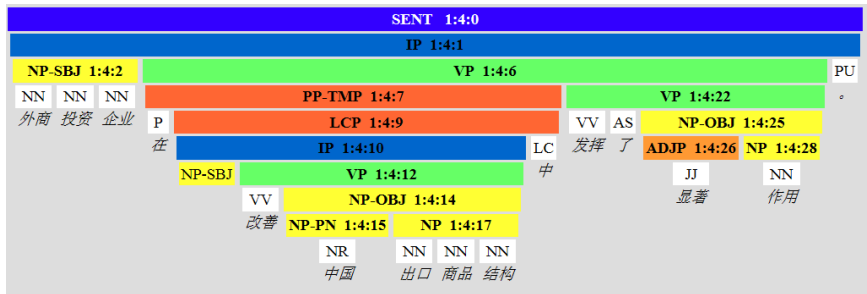 SENT 1:4:0
IP 1:4:1
NP-SBJ 1:4:2 VP 1:4:6 PU
NN NN NN PP-TMP 1:4:7 VP 1:4:22 。
外商 投资 企业 P LCP 1:4:9 VV AS NP-OBJ 1:4:25
在 IP 1:4:10 LC 发挥 了 ADJP 1:4:26 NP 1:4:28
NP-SBJ VP 1:4:12 中 JJ NN
VV NP-OBJ 1:4:14 显著 作用
改善 NP-PN 1:4:15 NP 1:4:17
NR NN NN NN
中国 出口 商品 结构